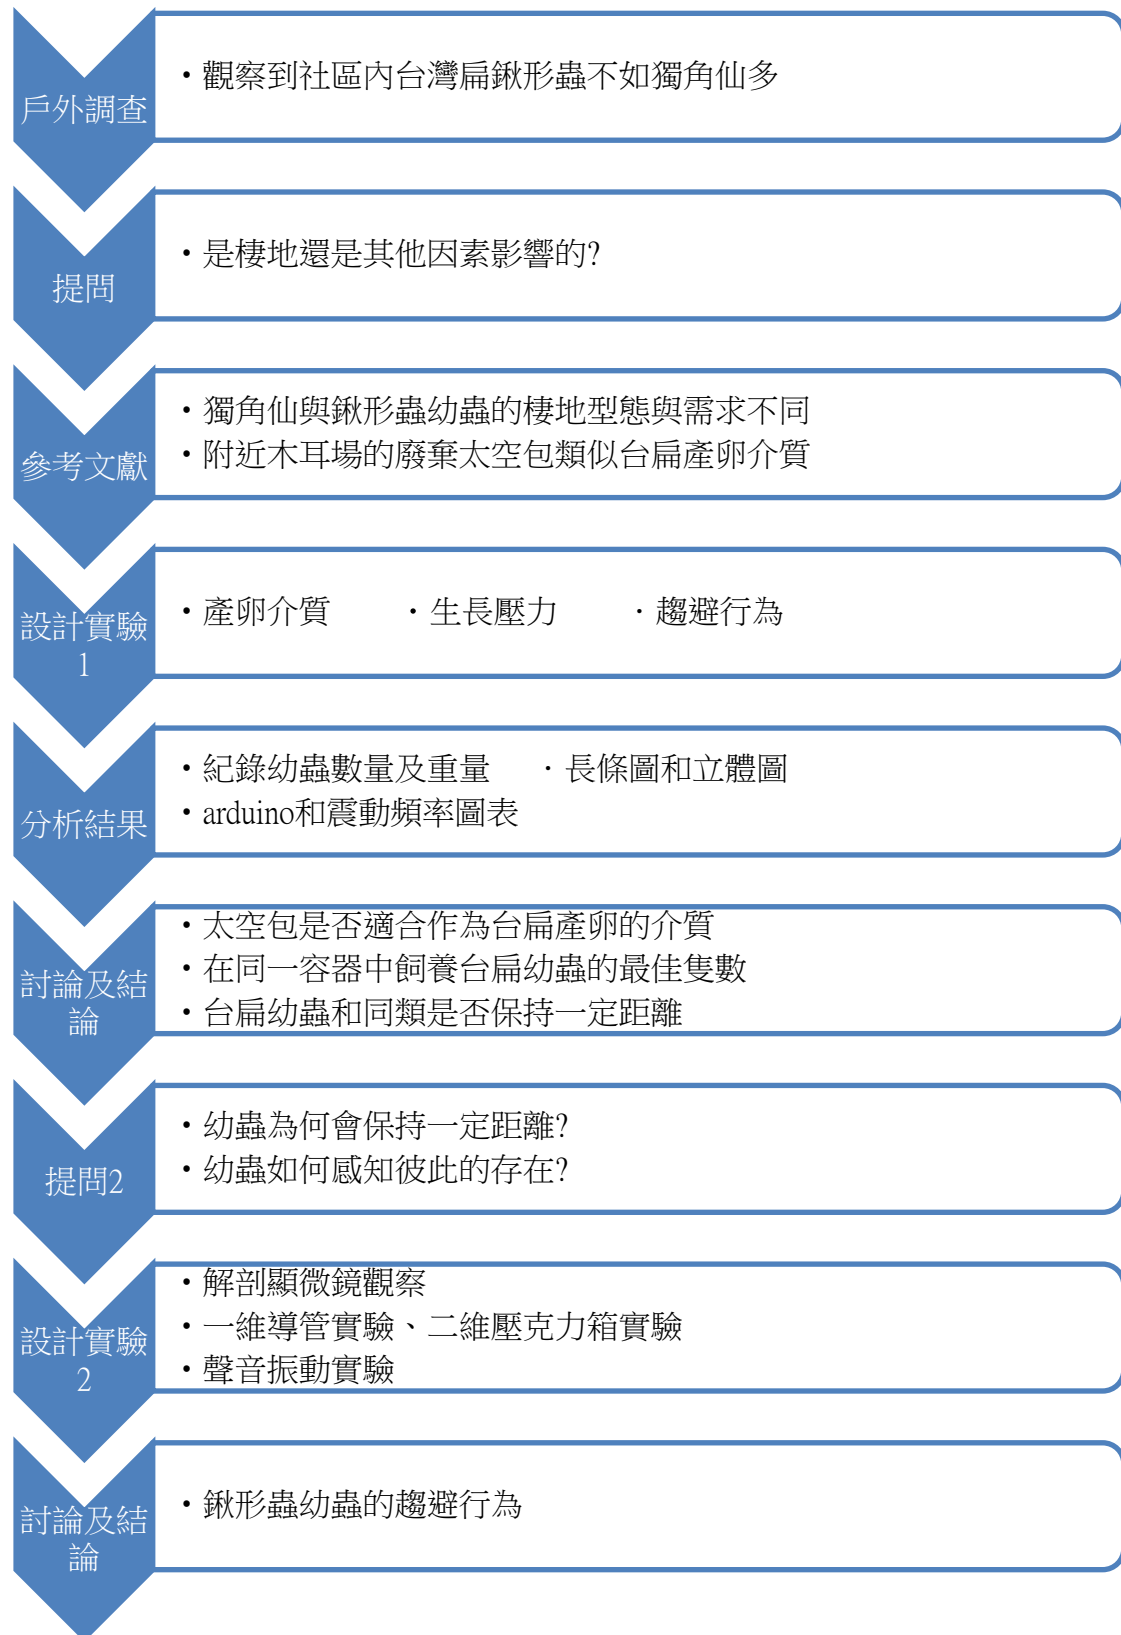 戶外調查
・觀察到社區內台灣扁鍬形蟲不如獨角仙多
提問
・是棲地還是其他因素影響的?
參考文獻
・獨角仙與鍬形蟲幼蟲的棲地型態與需求不同
・附近木耳場的廢棄太空包類似台扁產卵介質
設計實驗
1
・產卵介質 ・生長壓力 ・趨避行為
分析結果
・紀錄幼蟲數量及重量 ・長條圖和立體圖
・arduino和震動頻率圖表
討論及結
論
・太空包是否適合作為台扁產卵的介質
・在同一容器中飼養台扁幼蟲的最佳隻數
・台扁幼蟲和同類是否保持一定距離
提問2
・幼蟲為何會保持一定距離?
・幼蟲如何感知彼此的存在?
設計實驗
2
・解剖顯微鏡觀察
・一維導管實驗、二維壓克力箱實驗
・聲音振動實驗
討論及結
論
・鍬形蟲幼蟲的趨避行為